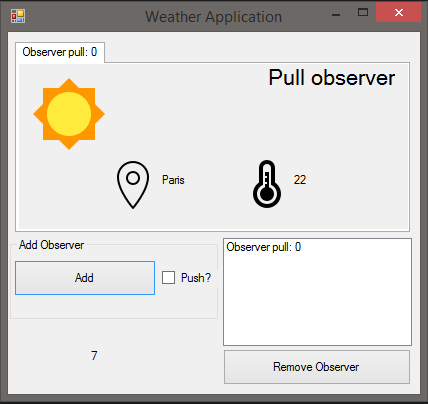 Weather Application
Observer pull: 0
Pull observer
Paris
22
Add Observer
Add
Push?
7
Observer pull: 0
Remove Observer